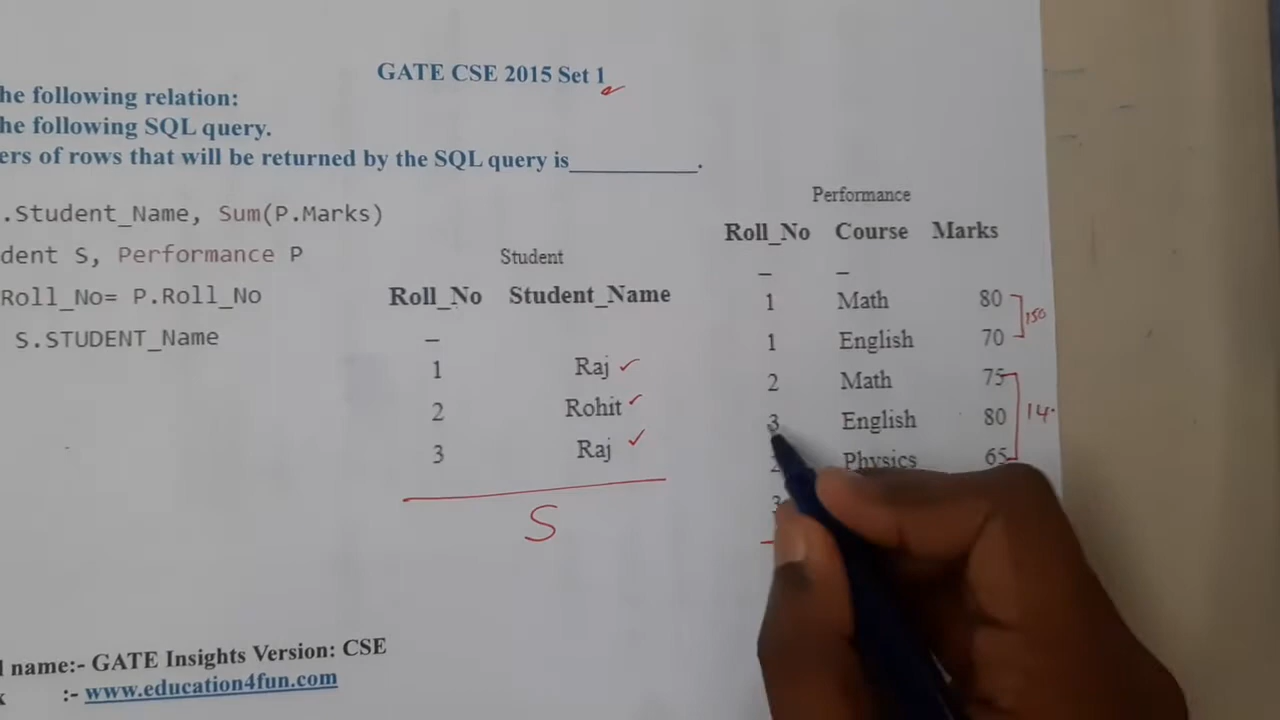 GATE CSE 2015 Set 1
he following relation:
he following SQL query.
ers of rows that will be returned by the SQL query is__________.
.Student_Name, Sum(P.Marks)
dent S, Performance P
Roll_No= P.Roll_No
S.STUDENT_Name
Student
Roll_No Student_Name
–
1 Raj
2 Rohit
3 Raj
S
Performance
Roll_No Course Marks
– –
1 Math 80
1 English 70
150
2 Math 75
3 English 80
14
2 Physics 65
3
l name:- GATE Insights Version: CSE
:- www.education4fun.com